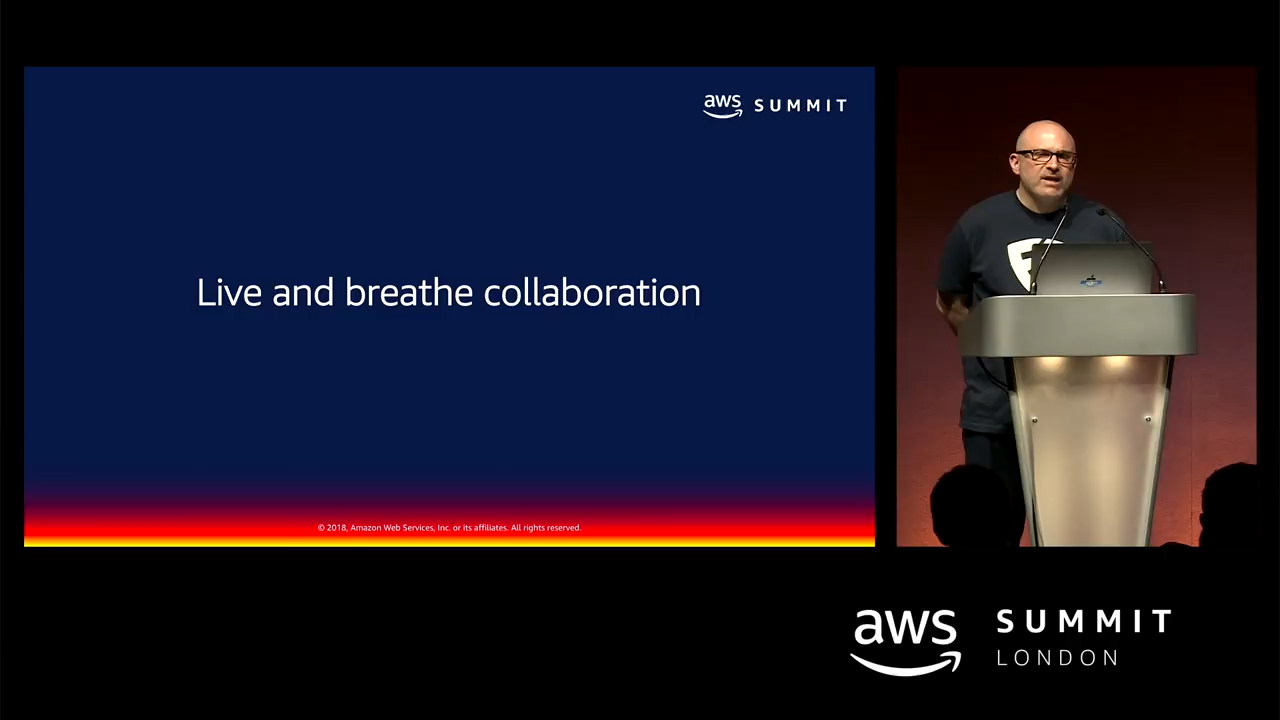 aws SUMMIT
Live and breathe collaboration
© 2018, Amazon Web Services, Inc. or its affiliates. All rights reserved.
aws SUMMIT
LONDON